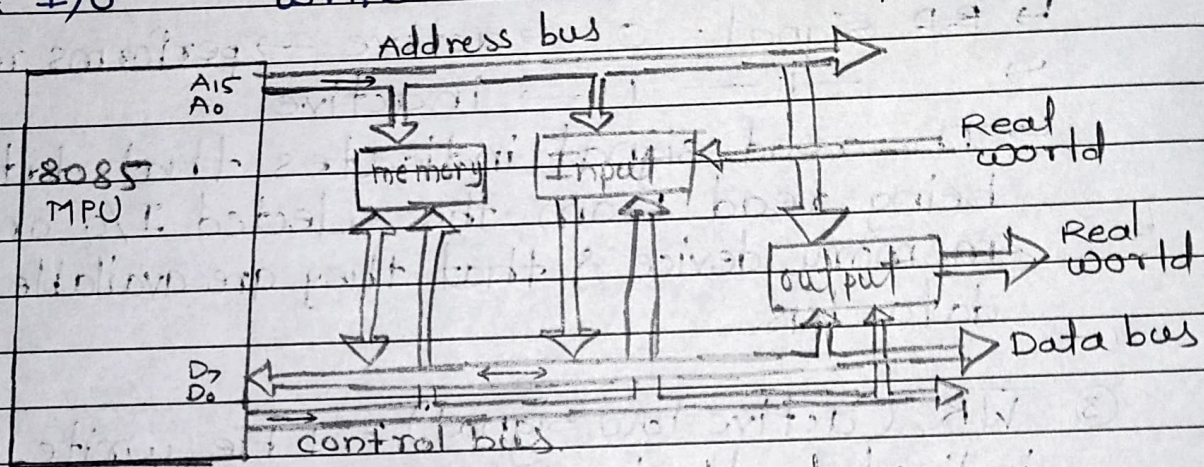 I/O
Address bus
A15
A0
8085
MPU
memory
Input
Real
world
output
Real
world
Data bus
D7
D0
control bus